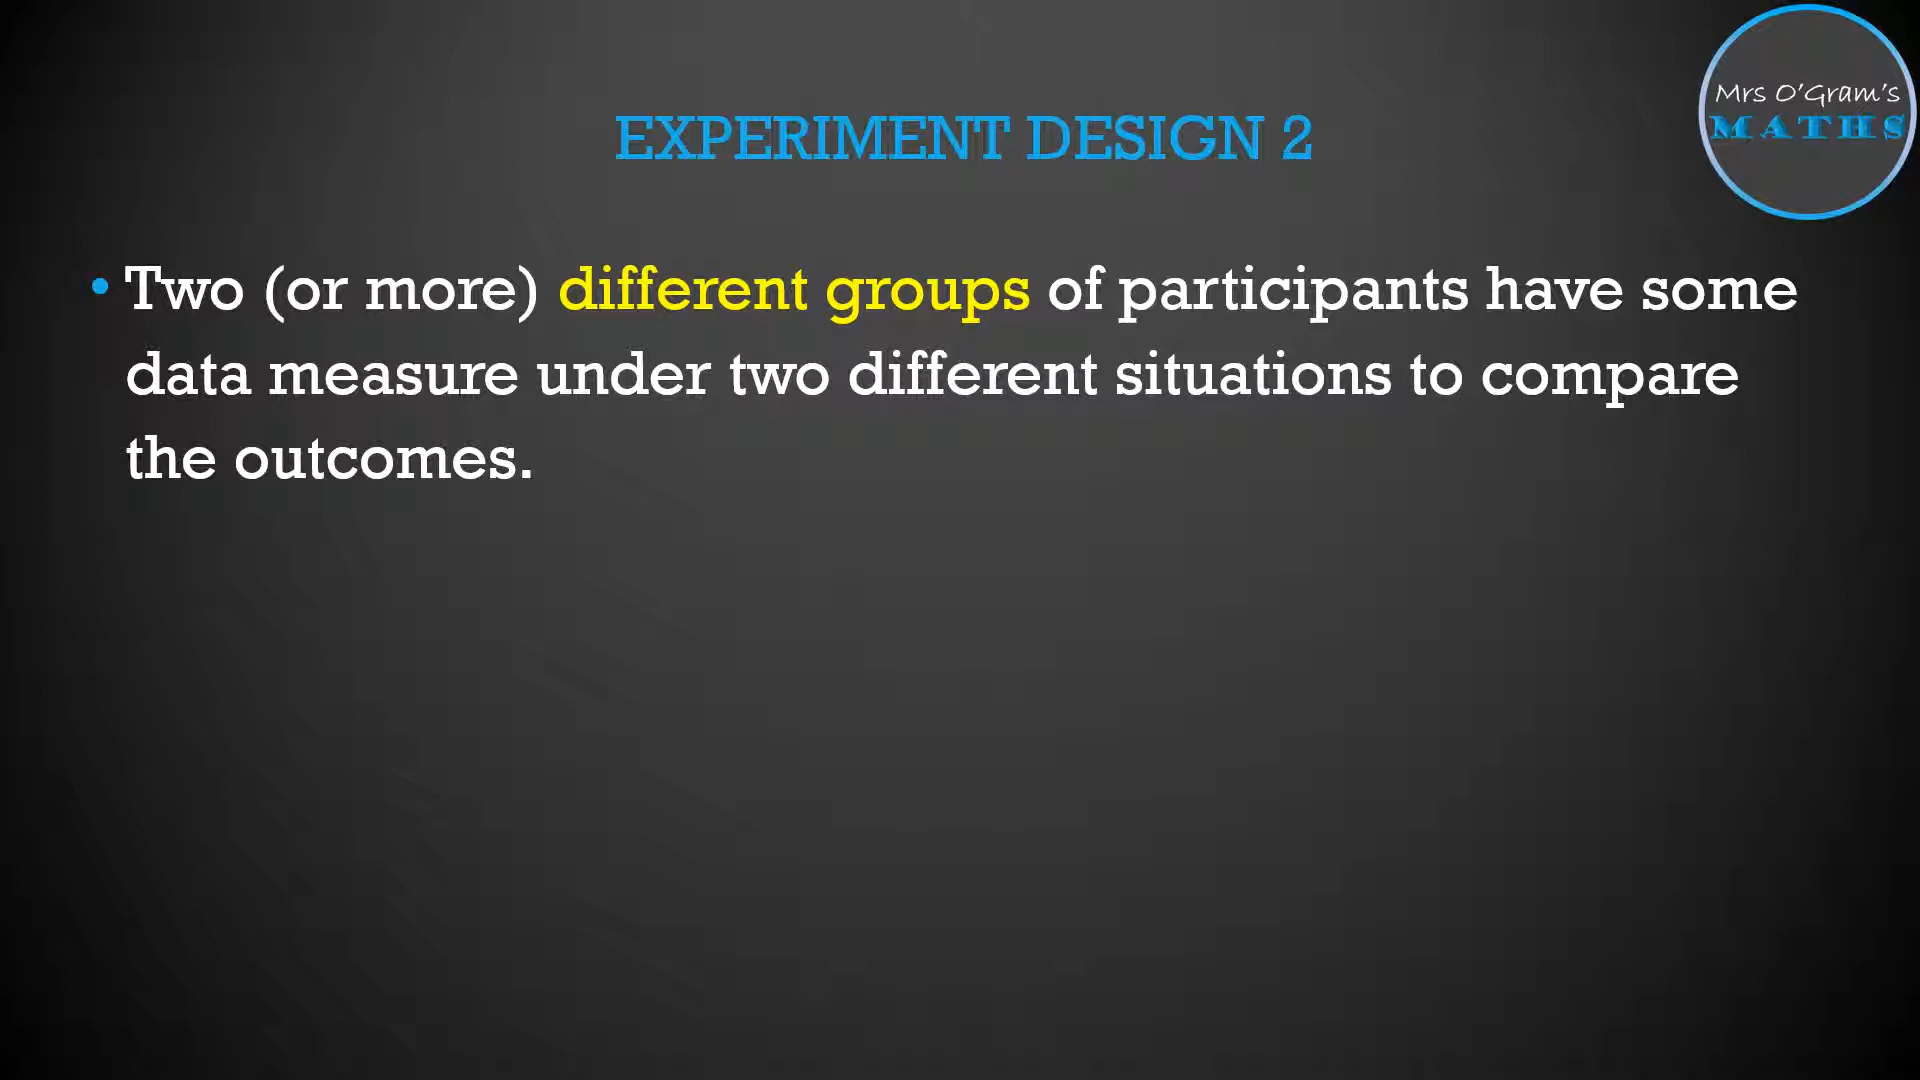 Mrs O'Gram's
MATHS
EXPERIMENT DESIGN 2
• Two (or more) different groups of participants have some
data measure under two different situations to compare
the outcomes.